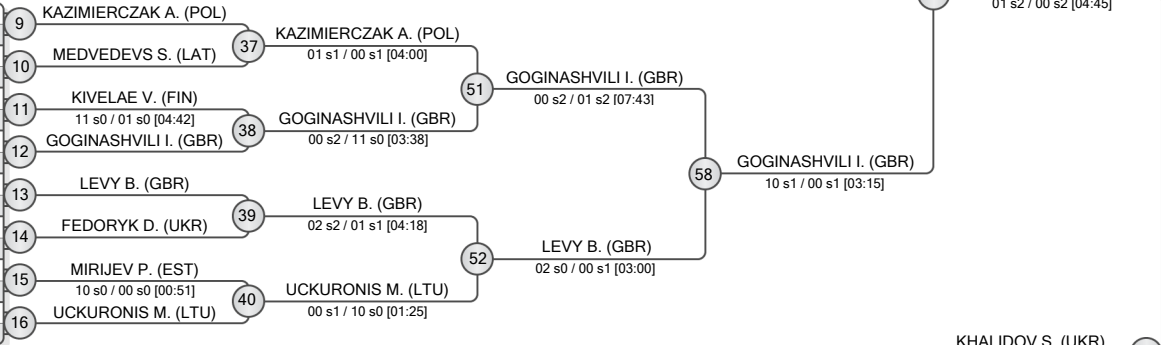 01 s2 / 00 s2 [04:45]
9
KAZIMIERCZAK A. (POL)
37
KAZIMIERCZAK A. (POL)
01 s1 / 00 s1 [04:00]
10
MEDVEDEVS S. (LAT)
51
GOGINASHVILI I. (GBR)
00 s2 / 01 s2 [07:43]
11
KIVELAE V. (FIN)
11 s0 / 01 s0 [04:42]
38
GOGINASHVILI I. (GBR)
00 s2 / 11 s0 [03:38]
12
GOGINASHVILI I. (GBR)
58
GOGINASHVILI I. (GBR)
10 s1 / 00 s1 [03:15]
13
LEVY B. (GBR)
39
LEVY B. (GBR)
02 s2 / 01 s1 [04:18]
14
FEDORYK D. (UKR)
52
LEVY B. (GBR)
02 s0 / 00 s1 [03:00]
15
MIRIJEV P. (EST)
10 s0 / 00 s0 [00:51]
40
UCKURONIS M. (LTU)
00 s1 / 10 s0 [01:25]
16
UCKURONIS M. (LTU)
KHALIDOV S. (UKR)